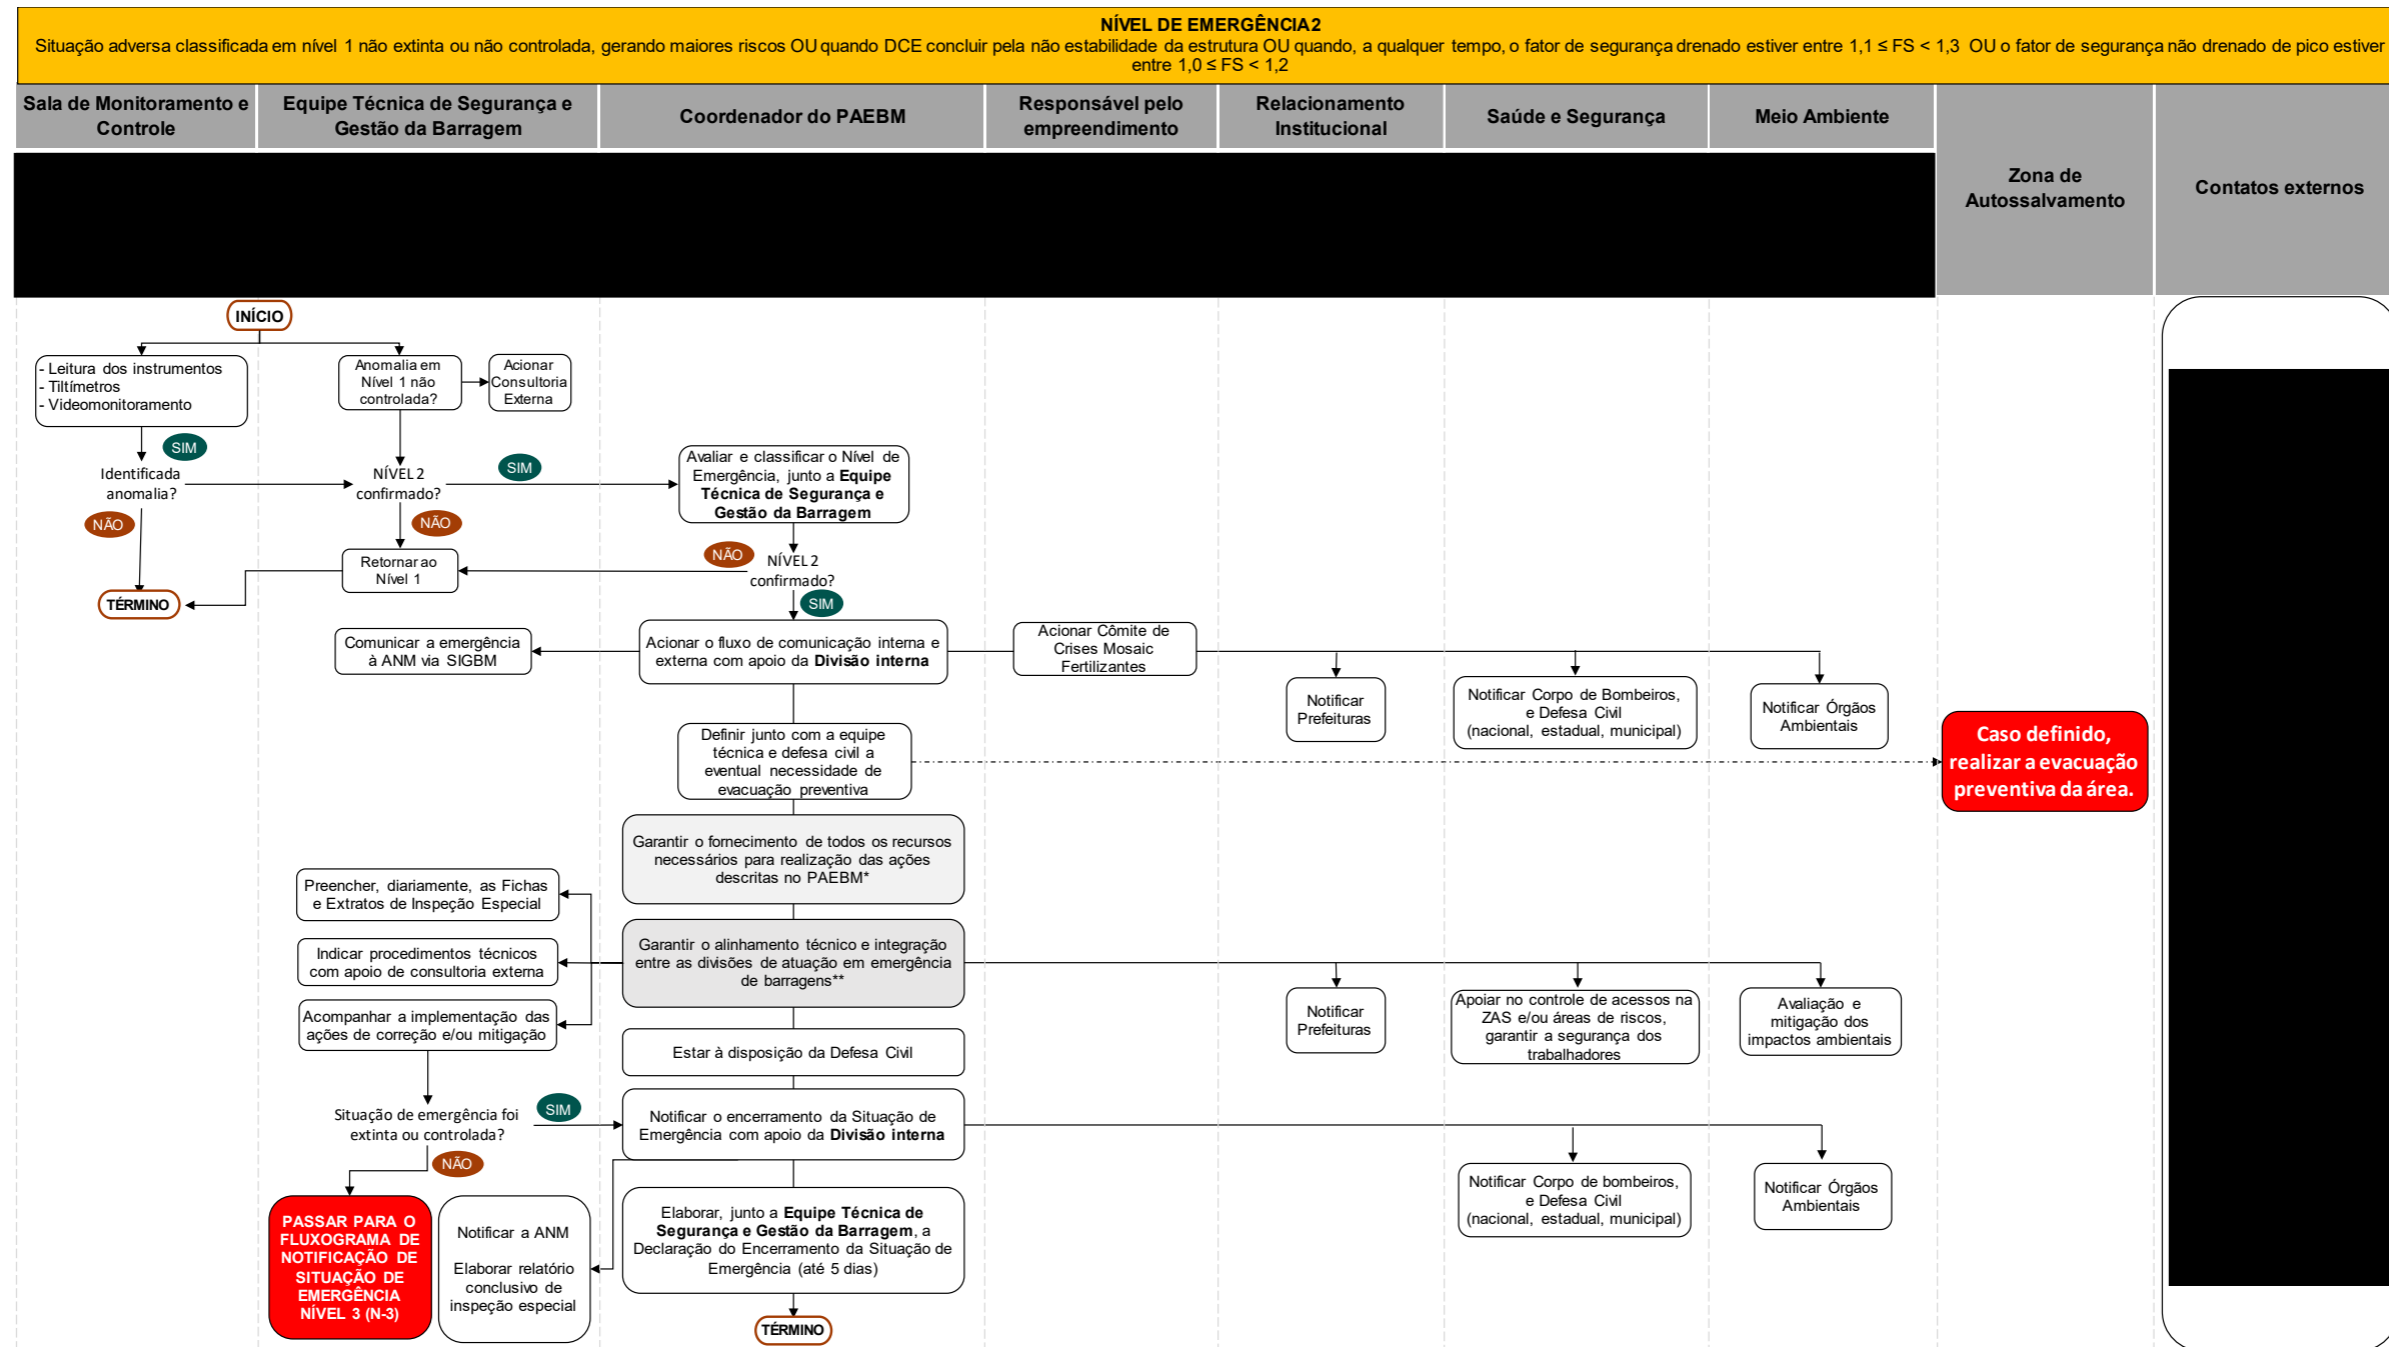 NÍVEL DE EMERGÊNCIA2
Situação adversa classificada em nível 1 não extinta ou não controlada, gerando maiores riscos OU quando DCE concluir pela não estabilidade da estrutura OU quando, a qualquer tempo, o fator de segurança drenado estiver entre 1,1 ≤ FS < 1,3 OU o fator de segurança não drenado de pico estiver
entre 1,0 ≤ FS < 1,2
Sala de Monitoramento e
Controle
Equipe Técnica de Segurança e
Gestão da Barragem
Coordenador do PAEBM
Responsável pelo
empreendimento
Relacionamento
Institucional
Saúde e Segurança
Meio Ambiente
Zona de
Autossalvamento
Contatos externos
INÍCIO
- Leitura dos instrumentos
- Tiltímetros
- Videomonitoramento
Anomalia em
Nível 1 não
controlada?
Acionar
Consultoria
Externa
SIM
Identificada
anomalia?
NÍVEL 2
confirmado?
SIM
Avaliar e classificar o Nível de
Emergência, junto a Equipe
Técnica de Segurança e
Gestão da Barragem
NÃO
NÃO
NÃO
NÍVEL 2
confirmado?
Retornar ao
Nível 1
TÉRMINO
SIM
Comunicar a emergência
à ANM via SIGBM
Acionar o fluxo de comunicação interna e
externa com apoio da Divisão interna
Acionar Cômite de
Crises Mosaic
Fertilizantes
Notificar
Prefeituras
Notificar Corpo de Bombeiros,
e Defesa Civil
(nacional, estadual, municipal)
Notificar Órgãos
Ambientais
Definir junto com a equipe
técnica e defesa civil a
eventual necessidade de
evacuação preventiva
Caso definido,
realizar a evacuação
preventiva da área.
Garantir o fornecimento de todos os recursos
necessários para realização das ações
descritas no PAEBM*
Preencher, diariamente, as Fichas
e Extratos de Inspeção Especial
Indicar procedimentos técnicos
com apoio de consultoria externa
Acompanhar a implementação das
ações de correção e/ou mitigação
Garantir o alinhamento técnico e integração
entre as divisões de atuação em emergência
de barragens**
Notificar
Prefeituras
Apoiar no controle de acessos na
ZAS e/ou áreas de riscos,
garantir a segurança dos
trabalhadores
Avaliação e
mitigação dos
impactos ambientais
Estar à disposição da Defesa Civil
Situação de emergência foi
extinta ou controlada?
SIM
Notificar o encerramento da Situação de
Emergência com apoio da Divisão interna
NÃO
PASSAR PARA O
FLUXOGRAMA DE
NOTIFICAÇÃO DE
SITUAÇÃO DE
EMERGÊNCIA
NÍVEL 3 (N-3)
Notificar a ANM
Elaborar relatório
conclusivo de
inspeção especial
Elaborar, junto a Equipe Técnica de
Segurança e Gestão da Barragem, a
Declaração do Encerramento da Situação de
Emergência (até 5 dias)
Notificar Corpo de bombeiros,
e Defesa Civil
(nacional, estadual, municipal)
Notificar Órgãos
Ambientais
TÉRMINO